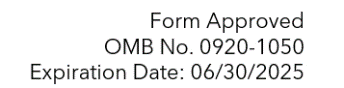 Form Approved
OMB No. 0920-1050
Expiration Date: 06/30/2025